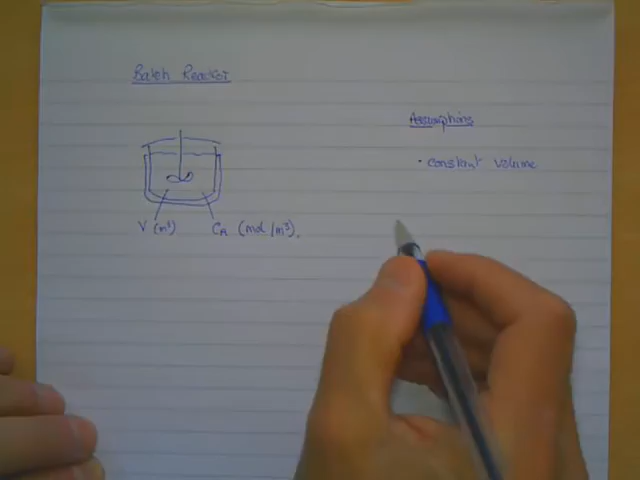 Batch Reactor
Assumptions
• constant volume
V (m³)
CA (mol/m³).